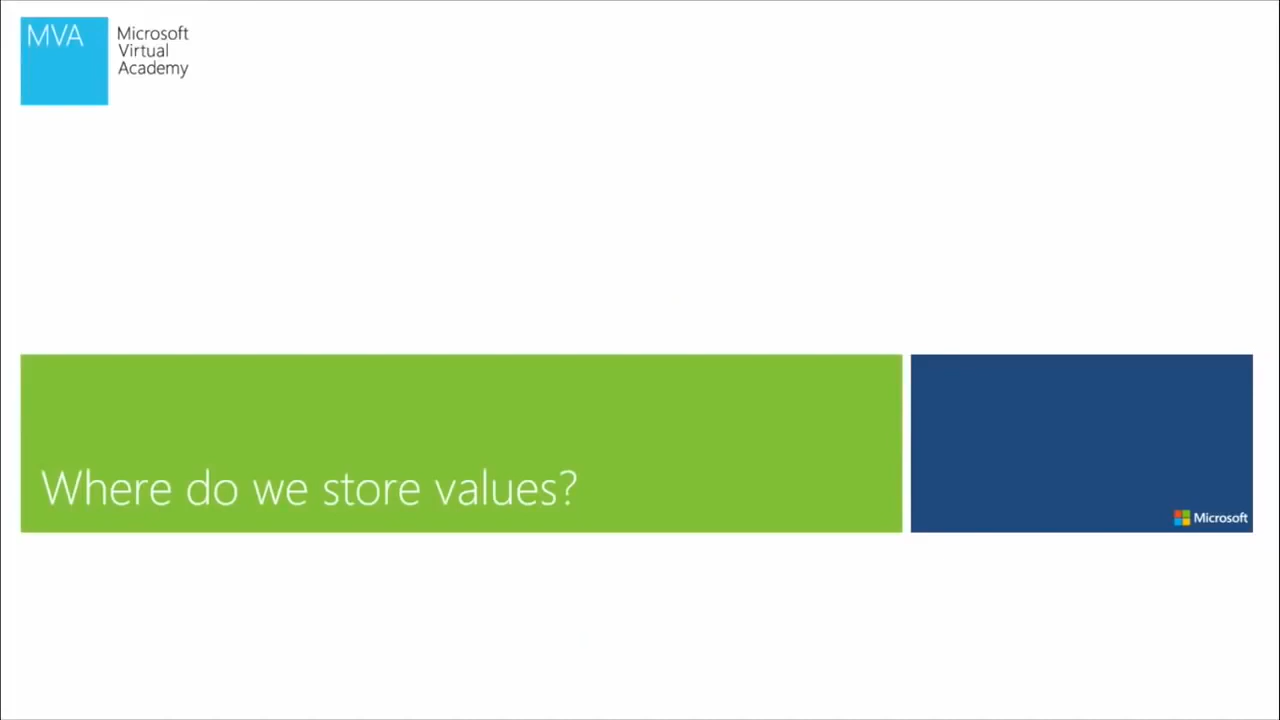 MVA
Microsoft
Virtual
Academy
Where do we store values?
Microsoft